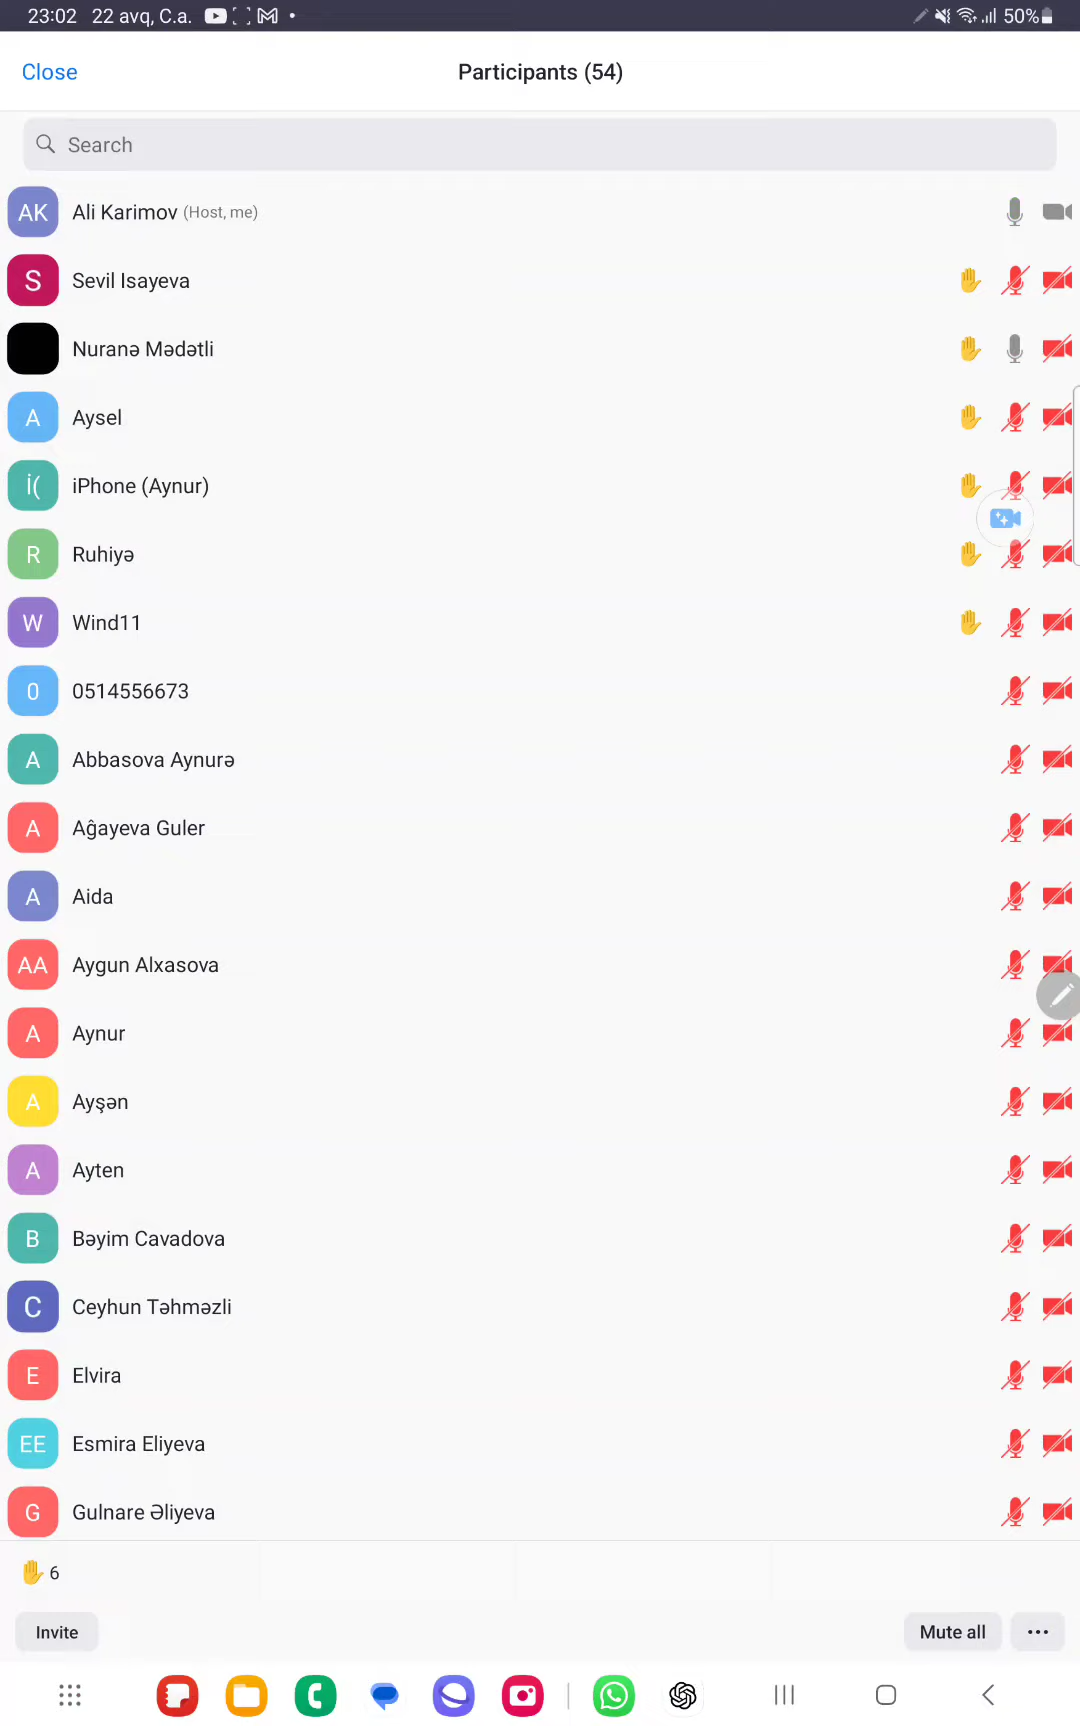 23:02 22 avq, C.a. 50%
Close Participants (54)
Search
AK Ali Karimov (Host, me)
S Sevil Isayeva
Nuranə Mədətli
A Aysel
İ( iPhone (Aynur)
R Ruhiyə
W Wind11
0 0514556673
A Abbasova Aynurə
A Aĝayeva Guler
A Aida
AA Aygun Alxasova
A Aynur
A Ayşən
A Ayten
B Bəyim Cavadova
C Ceyhun Təhməzli
E Elvira
EE Esmira Eliyeva
G Gulnare Əliyeva
6
Invite Mute all